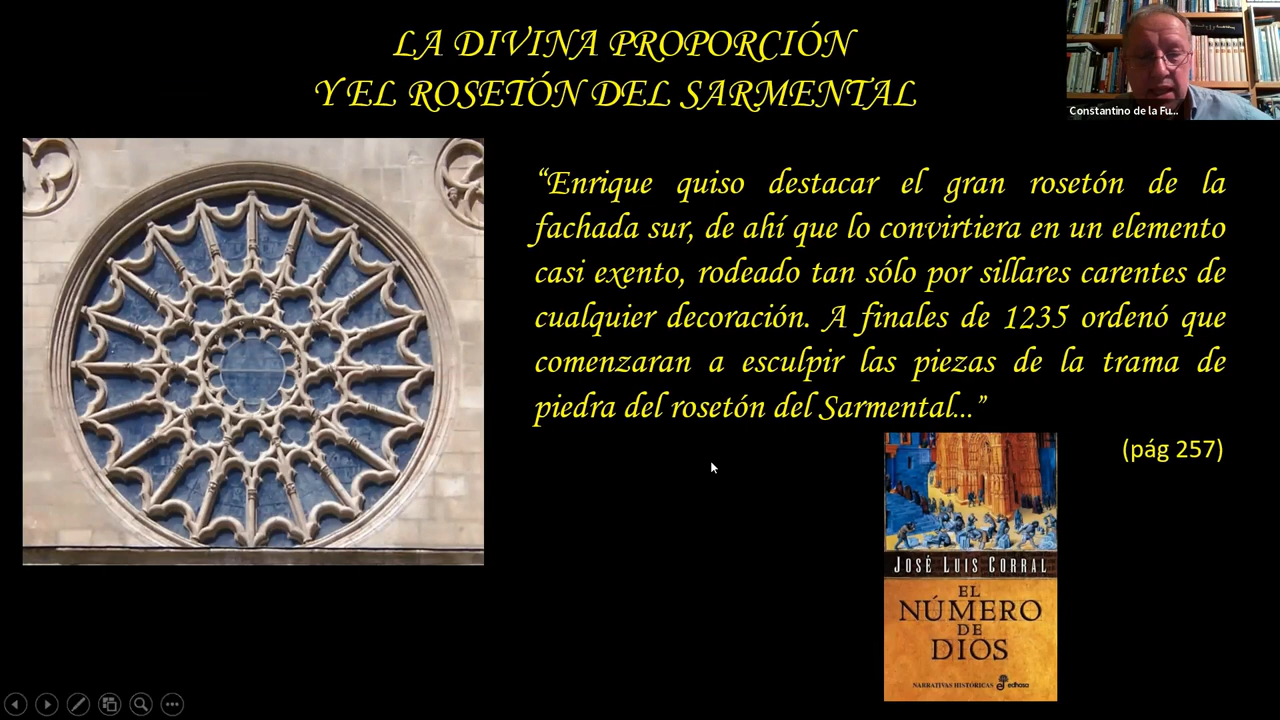 LA DIVINA PROPORCIÓN
Y EL ROSETÓN DEL SARMENTAL
Constantino de la Fu...
“Enrique quiso destacar el gran rosetón de la
fachada sur, de ahí que lo convirtiera en un elemento
casi exento, rodeado tan sólo por sillares carentes de
cualquier decoración. A finales de 1235 ordenó que
comenzaran a esculpir las piezas de la trama de
piedra del rosetón del Sarmental...”
(pág 257)
JOSÉ LUIS CORRAL
EL
NÚMERO
DE
DIOS
NARRATIVAS HISTÓRICAS edhasa